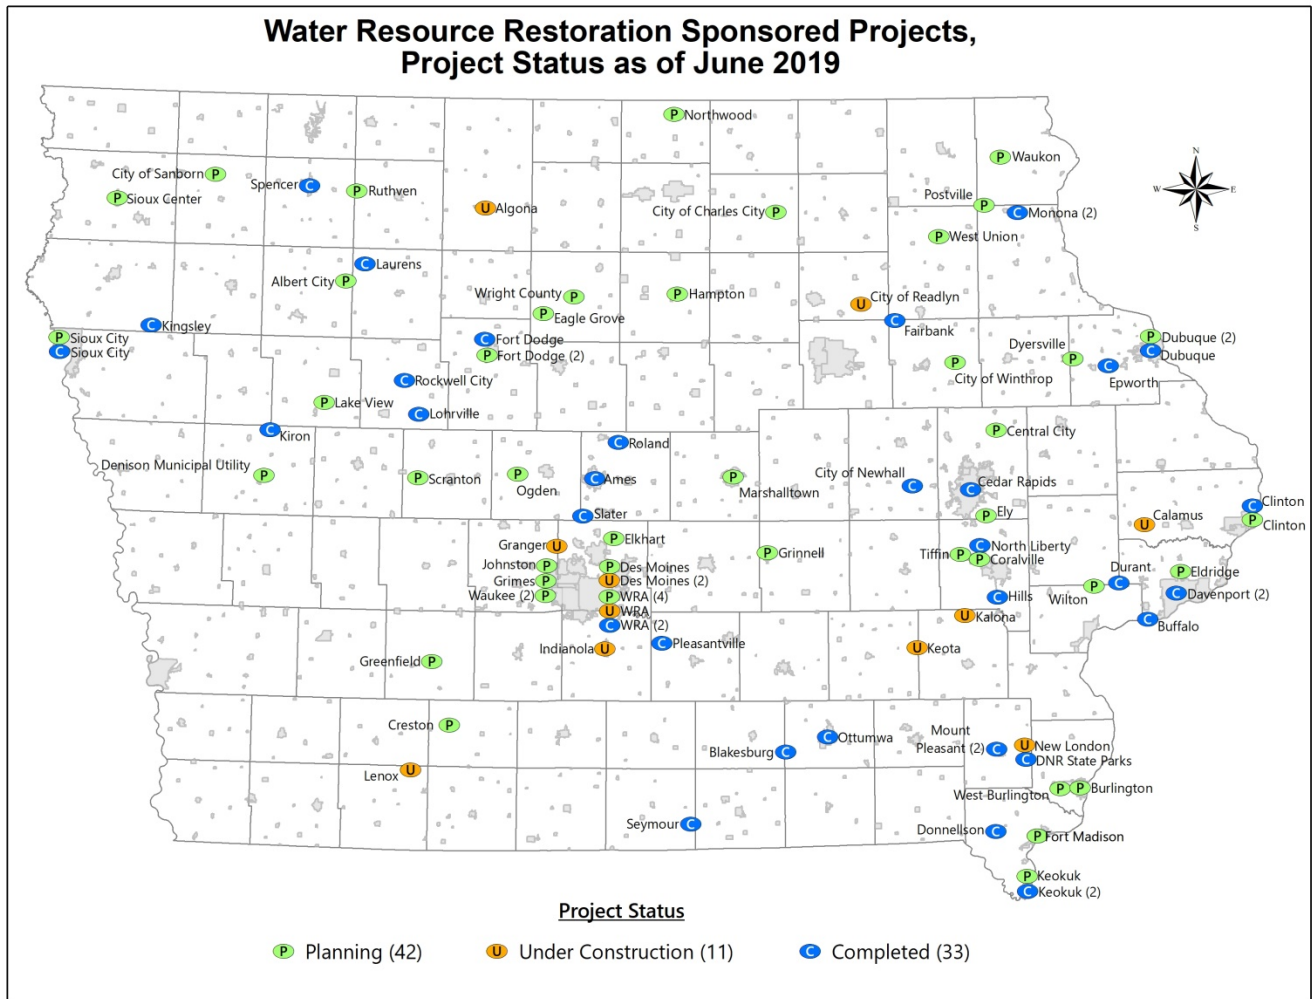 Water Resource Restoration Sponsored Projects,
Project Status as of June 2019
P Northwood
N
W E
S
P Waukon
City of Sanborn P
Spencer C
P Ruthven
P Sioux Center
Postville P
U Algona
City of Charles City P
C Monona (2)
P West Union
C Laurens
Albert City P
Wright County P
P Hampton
City of Readlyn
U
Eagle Grove
P
C Kingsley
C
Fairbank
P Sioux City
C Sioux City
C Fort Dodge
P Fort Dodge (2)
P Dubuque (2)
C Dubuque
Dyersville P
C
Epworth
P
City of Winthrop
C Rockwell City
P Lake View
C Lohrville
C
Kiron
P Central City
C Roland
Denison Municipal Utility
P
P Scranton
P
Ogden
C Ames
P
Marshalltown
City of Newhall
C
C Cedar Rapids
Clinton
C
P
Clinton
C Slater
P Ely
Calamus
U
P Elkhart
Granger U
P Grinnell
C North Liberty
Tiffin P
P Coralville
Johnston P
P Des Moines
Grimes P
U Des Moines (2)
Waukee (2) P
P WRA (4)
U WRA
C WRA (2)
Durant
C
P Eldridge
Wilton P
C Davenport (2)
C Hills
U Kalona
C
Buffalo
Indianola U
C Pleasantville
U Keota
Greenfield P
Creston P
Mount
Pleasant (2) C
U New London
C DNR State Parks
C Ottumwa
Blakesburg C
Lenox U
West Burlington P
P Burlington
Seymour C
Donnellson C
P Fort Madison
P Keokuk
C Keokuk (2)
Project Status
P Planning (42) U Under Construction (11) C Completed (33)